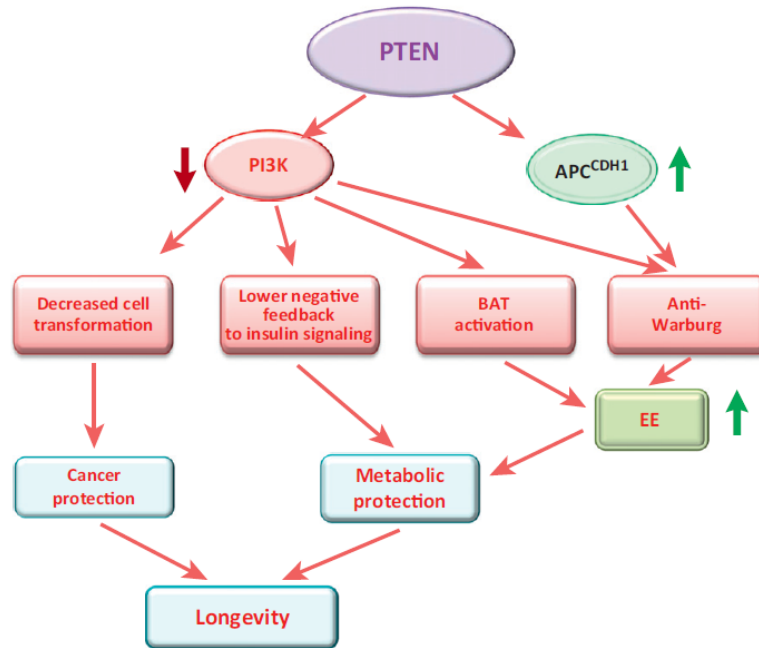 PTEN
PI3K
APCCDH1
Decreased cell
transformation
Lower negative
feedback
to insulin signaling
BAT
activation
Anti-
Warburg
EE
Cancer
protection
Metabolic
protection
Longevity